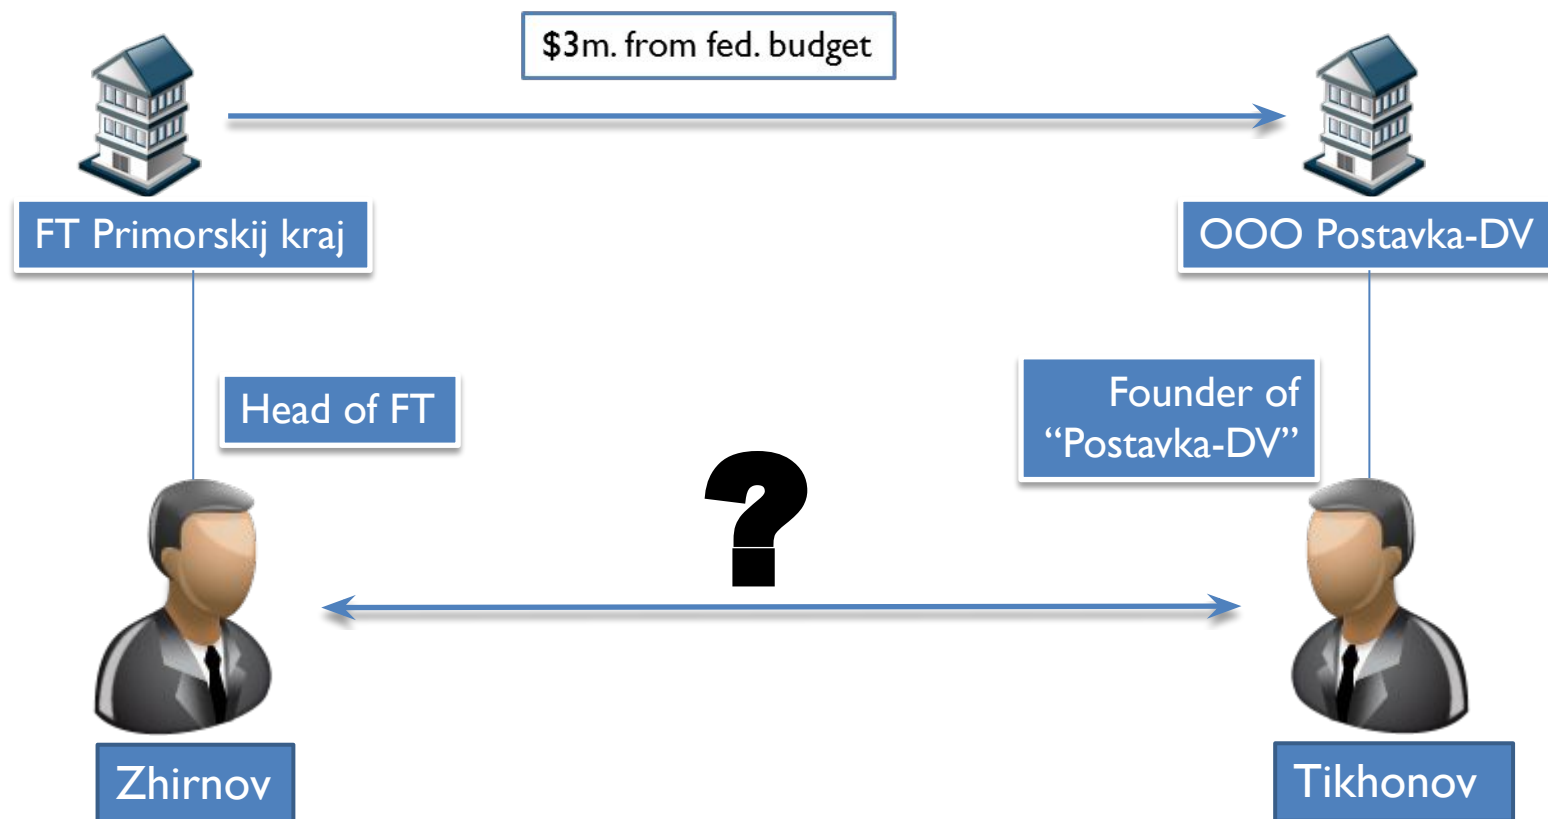 $3m. from fed. budget
FT Primorskij kraj
OOO Postavka-DV
Head of FT
Founder of
“Postavka-DV”
?
Zhirnov
Tikhonov